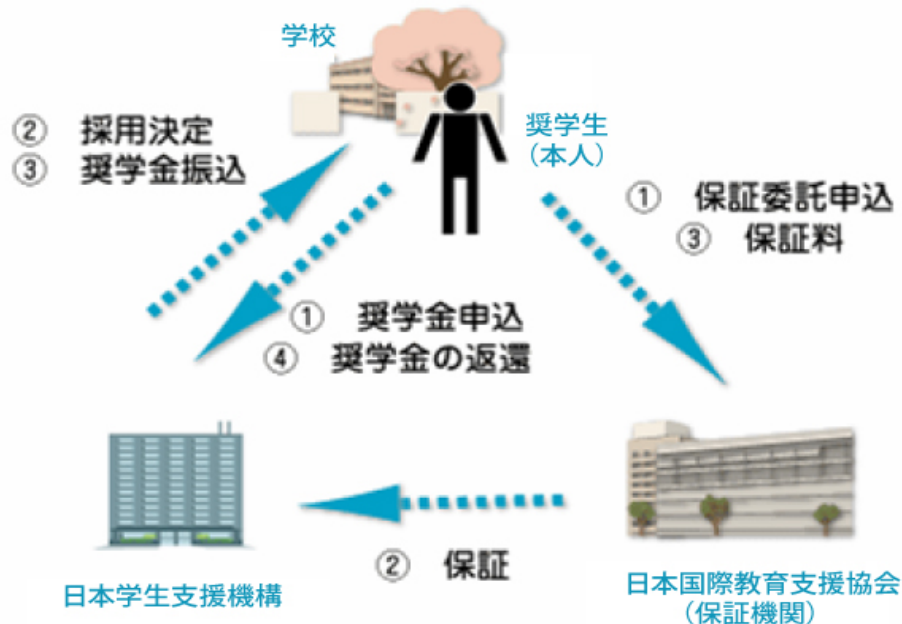 学校
② 採用決定
③ 奨学金振込
奨学生
(本人)
① 保証委託申込
③ 保証料
① 奨学金申込
④ 奨学金の返還
② 保証
日本学生支援機構
日本国際教育支援協会
(保証機関)